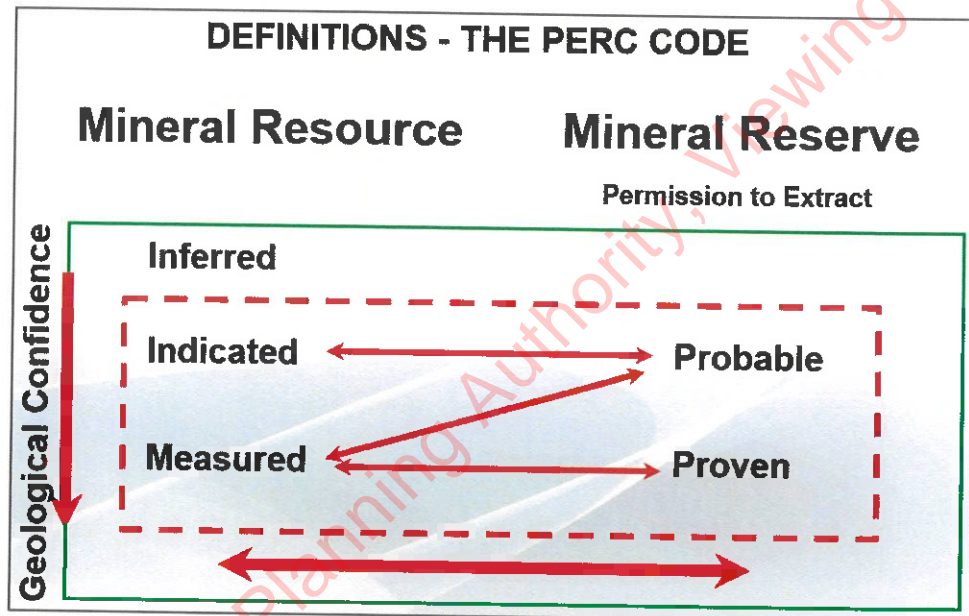 DEFINITIONS - THE PERC CODE
Mineral Resource
Mineral Reserve
Permission to Extract
Geological Confidence
Inferred
Indicated
Probable
Measured
Proven
Planning Authority, Viewing